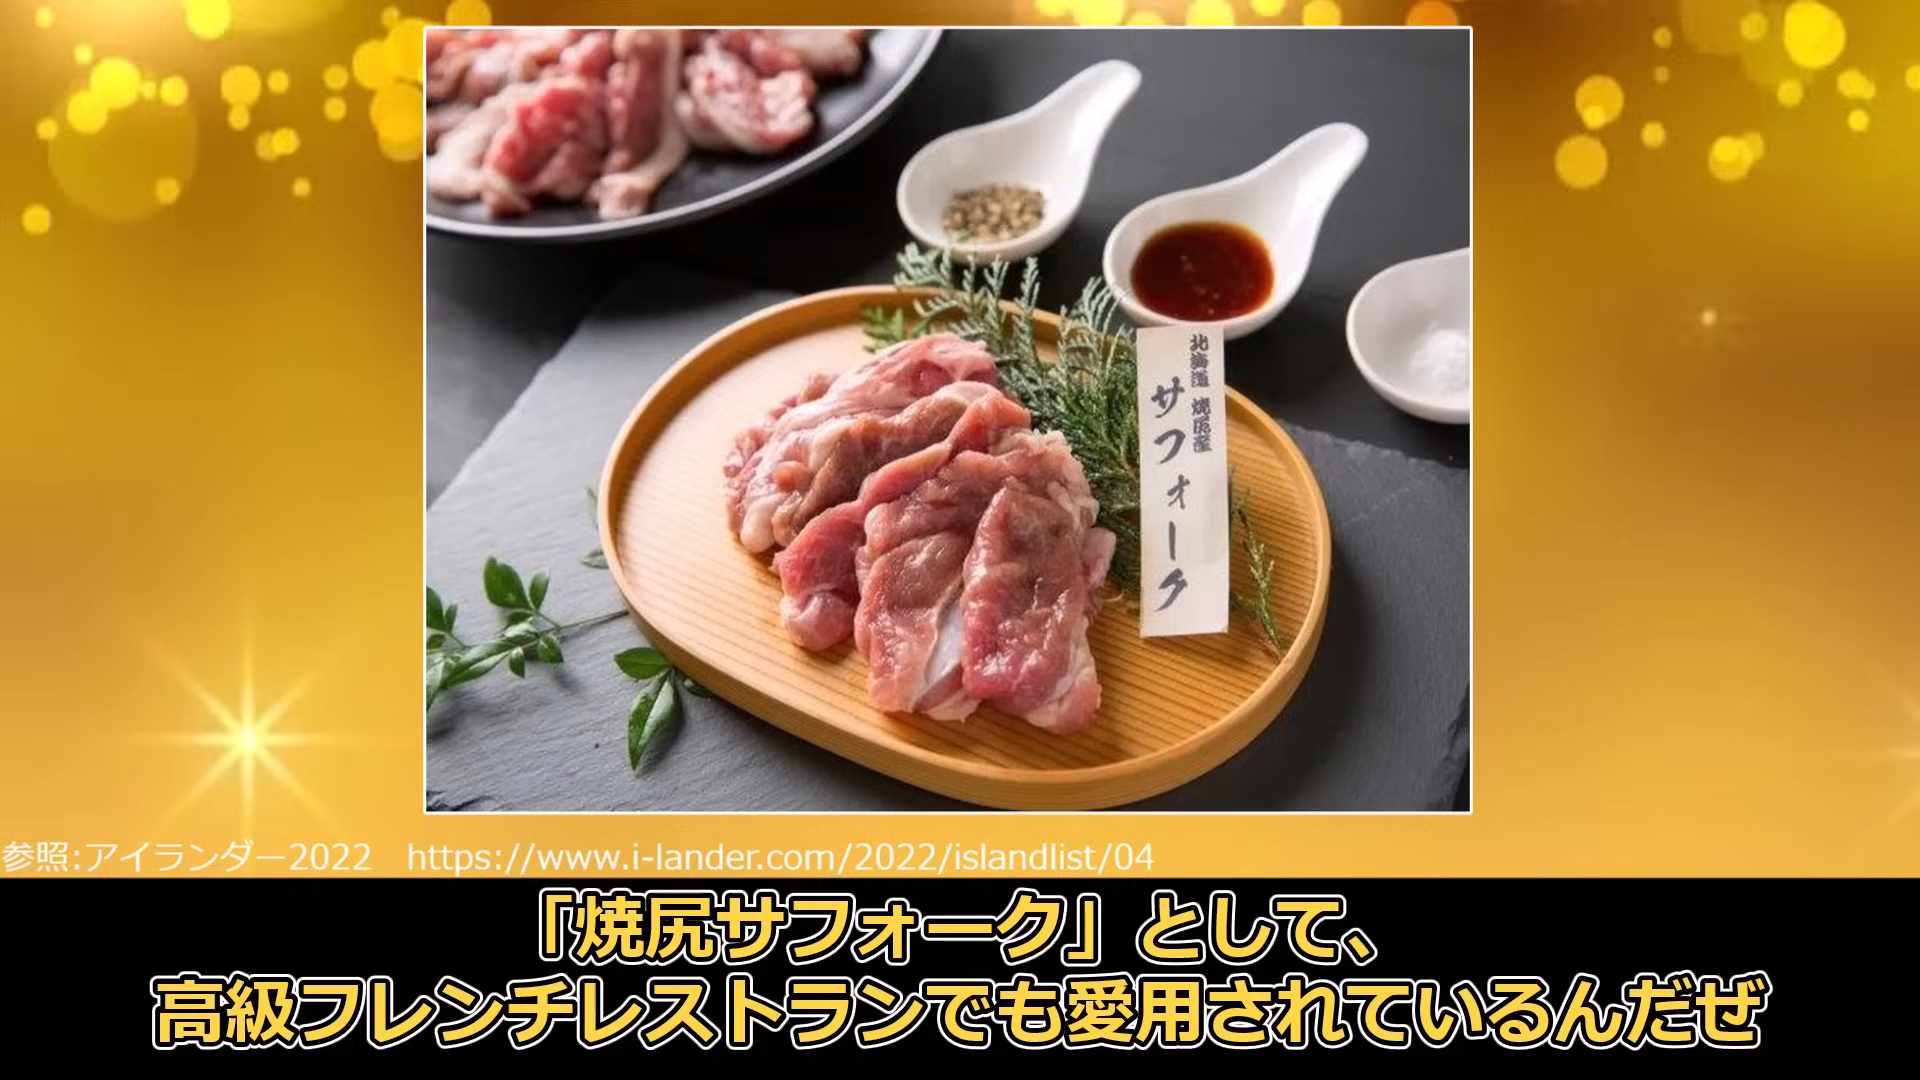 北海道 焼尻産
サフォーク
参照:アイランダー2022 https://www.i-lander.com/2022/islandlist/04
「焼尻サフォーク」として、
高級フレンチレストランでも愛用されているんだぜ